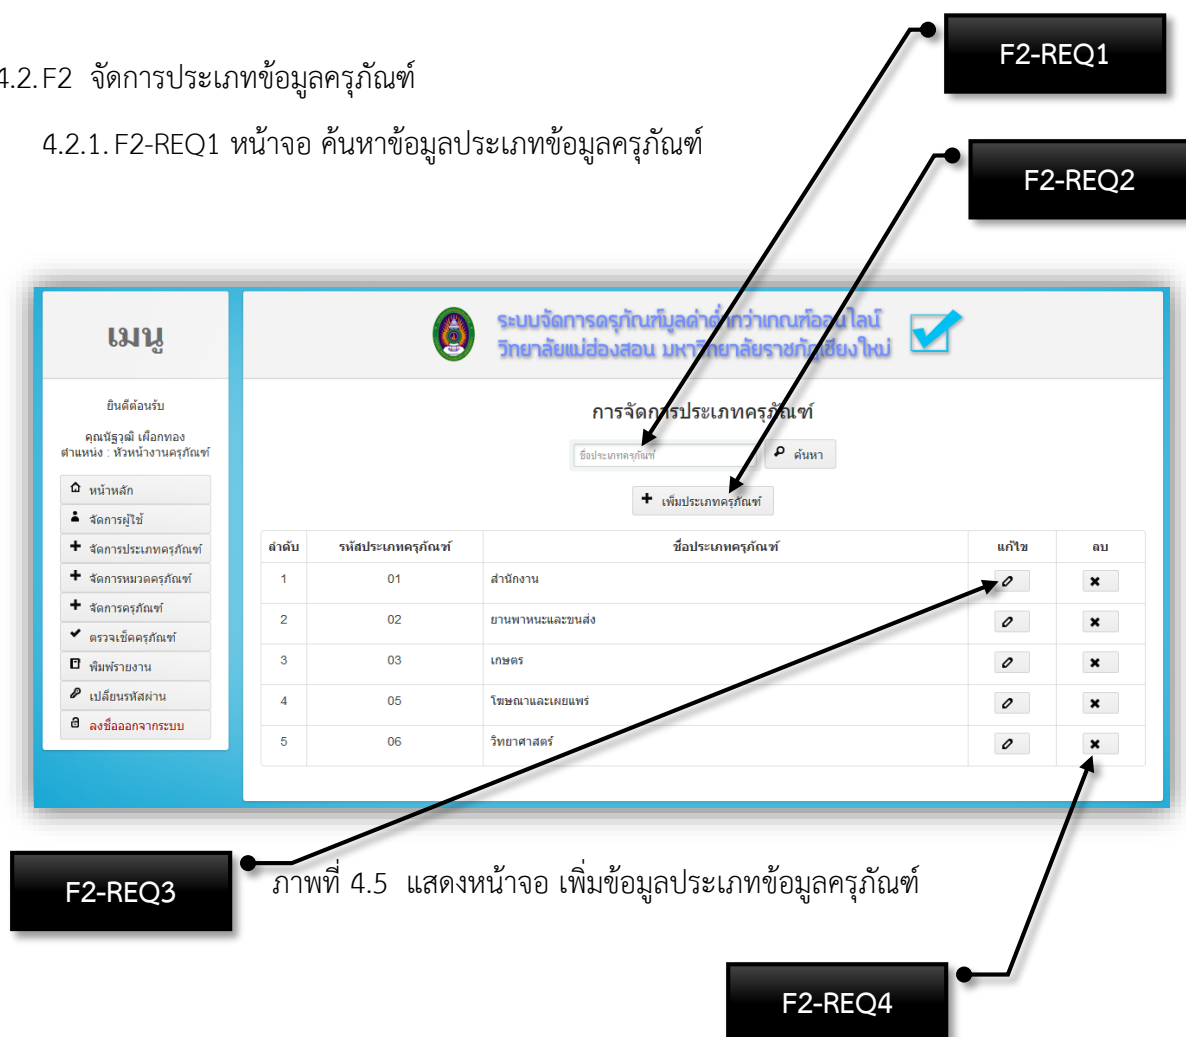 F2-REQ1
4.2. F2 จัดการประเภทข้อมูลครุภัณฑ์
4.2.1. F2-REQ1 หน้าจอ ค้นหาข้อมูลประเภทข้อมูลครุภัณฑ์
F2-REQ2
เมนู
ระบบจัดการครุภัณฑ์มูลค่าต่ำกว่าเกณฑ์ออนไลน์
วิทยาลัยแม่ฮ่องสอน มหาวิทยาลัยราชภัฏเชียงใหม่
ยินดีต้อนรับ
คุณนัฐวุฒิ เผือกทอง
ตำแหน่ง : หัวหน้างานครุภัณฑ์
หน้าหลัก
จัดการผู้ใช้
จัดการประเภทครุภัณฑ์
จัดการหมวดครุภัณฑ์
จัดการครุภัณฑ์
ตรวจเช็คครุภัณฑ์
พิมพ์รายงาน
เปลี่ยนรหัสผ่าน
ลงชื่อออกจากระบบ
การจัดการประเภทครุภัณฑ์
ชื่อประเภทครุภัณฑ์ ค้นหา
เพิ่มประเภทครุภัณฑ์
ลำดับ รหัสประเภทครุภัณฑ์ ชื่อประเภทครุภัณฑ์ แก้ไข ลบ
1 01 สำนักงาน
2 02 ยานพาหนะและขนส่ง
3 03 เกษตร
4 05 โฆษณาและเผยแพร่
5 06 วิทยาศาสตร์
F2-REQ3
ภาพที่ 4.5 แสดงหน้าจอ เพิ่มข้อมูลประเภทข้อมูลครุภัณฑ์
F2-REQ4